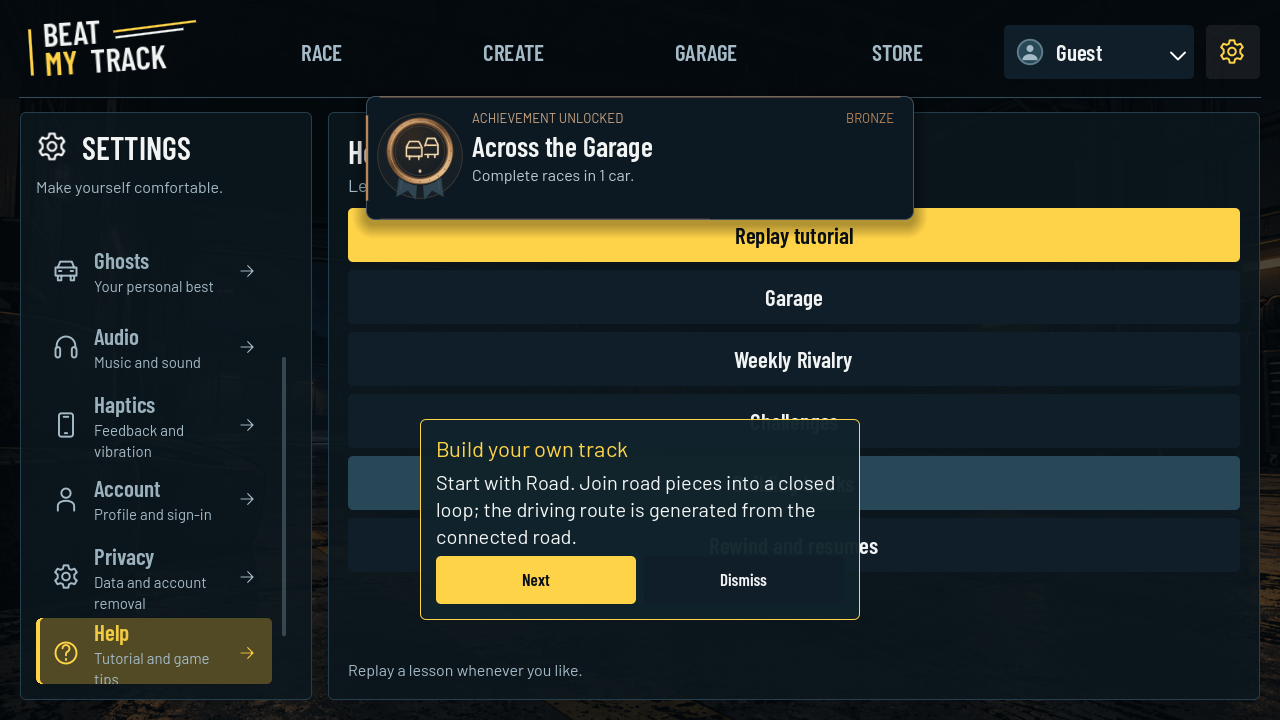 BEAT
MY TRACK
RACE
CREATE
GARAGE
STORE
Guest
SETTINGS
Make yourself comfortable.
Ghosts
Your personal best
Audio
Music and sound
Haptics
Feedback and
vibration
Account
Profile and sign-in
Privacy
Data and account
removal
Help
Tutorial and game
tips
ACHIEVEMENT UNLOCKED
BRONZE
Across the Garage
Complete races in 1 car.
Replay tutorial
Garage
Weekly Rivalry
Challenges
Build your own track
Start with Road. Join road pieces into a closed
loop; the driving route is generated from the
connected road.
Next
Dismiss
Rewind and resumes
Replay a lesson whenever you like.